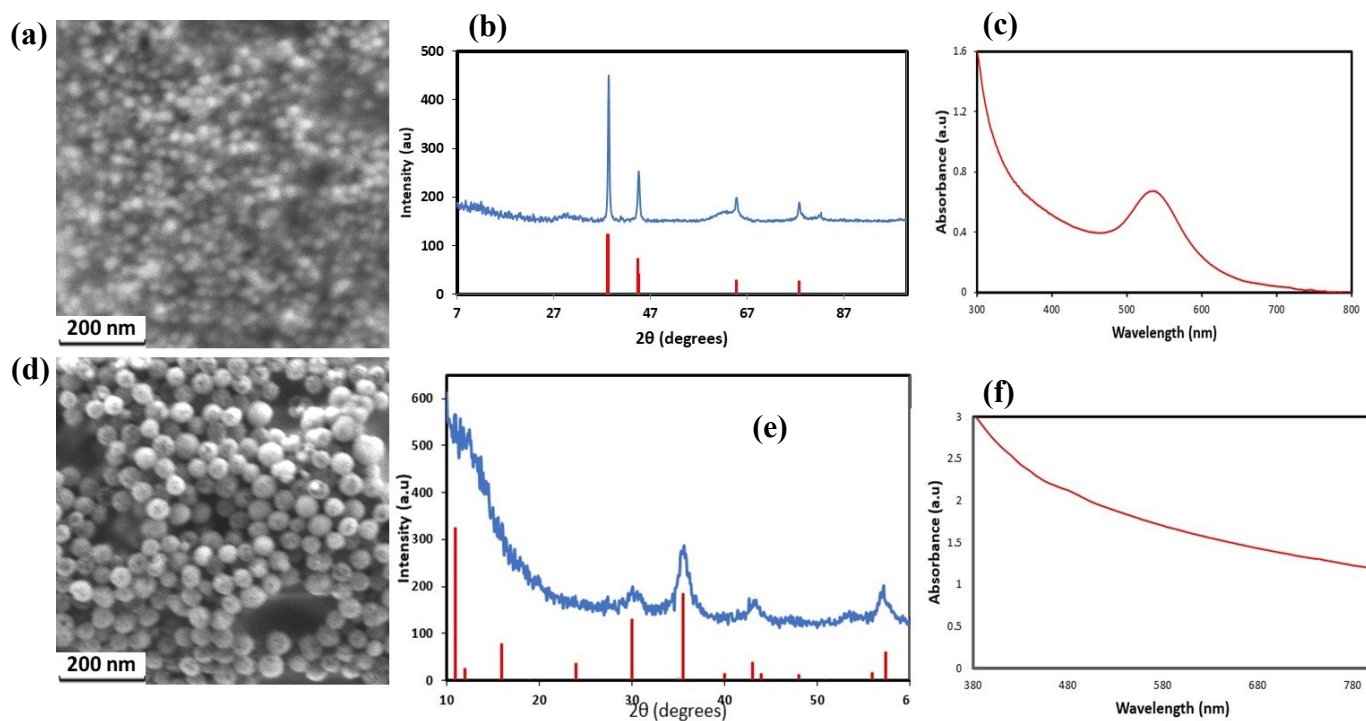 (a)
200 nm
(b)
500
400
300
200
100
0
Intensity (au)
7 27 47 67 87
2θ (degrees)
(c)
1.6
1.2
0.8
0.4
0
Absorbance (a.u)
300 400 500 600 700 800
Wavelength (nm)
(d)
200 nm
(e)
600
500
400
300
200
100
0
Intensity (a.u)
10 20 30 40 50 6
2θ (degrees)
(f)
3
2.5
2
1.5
1
0.5
0
Absorbance (a.u)
380 480 580 680 780
Wavelength (nm)